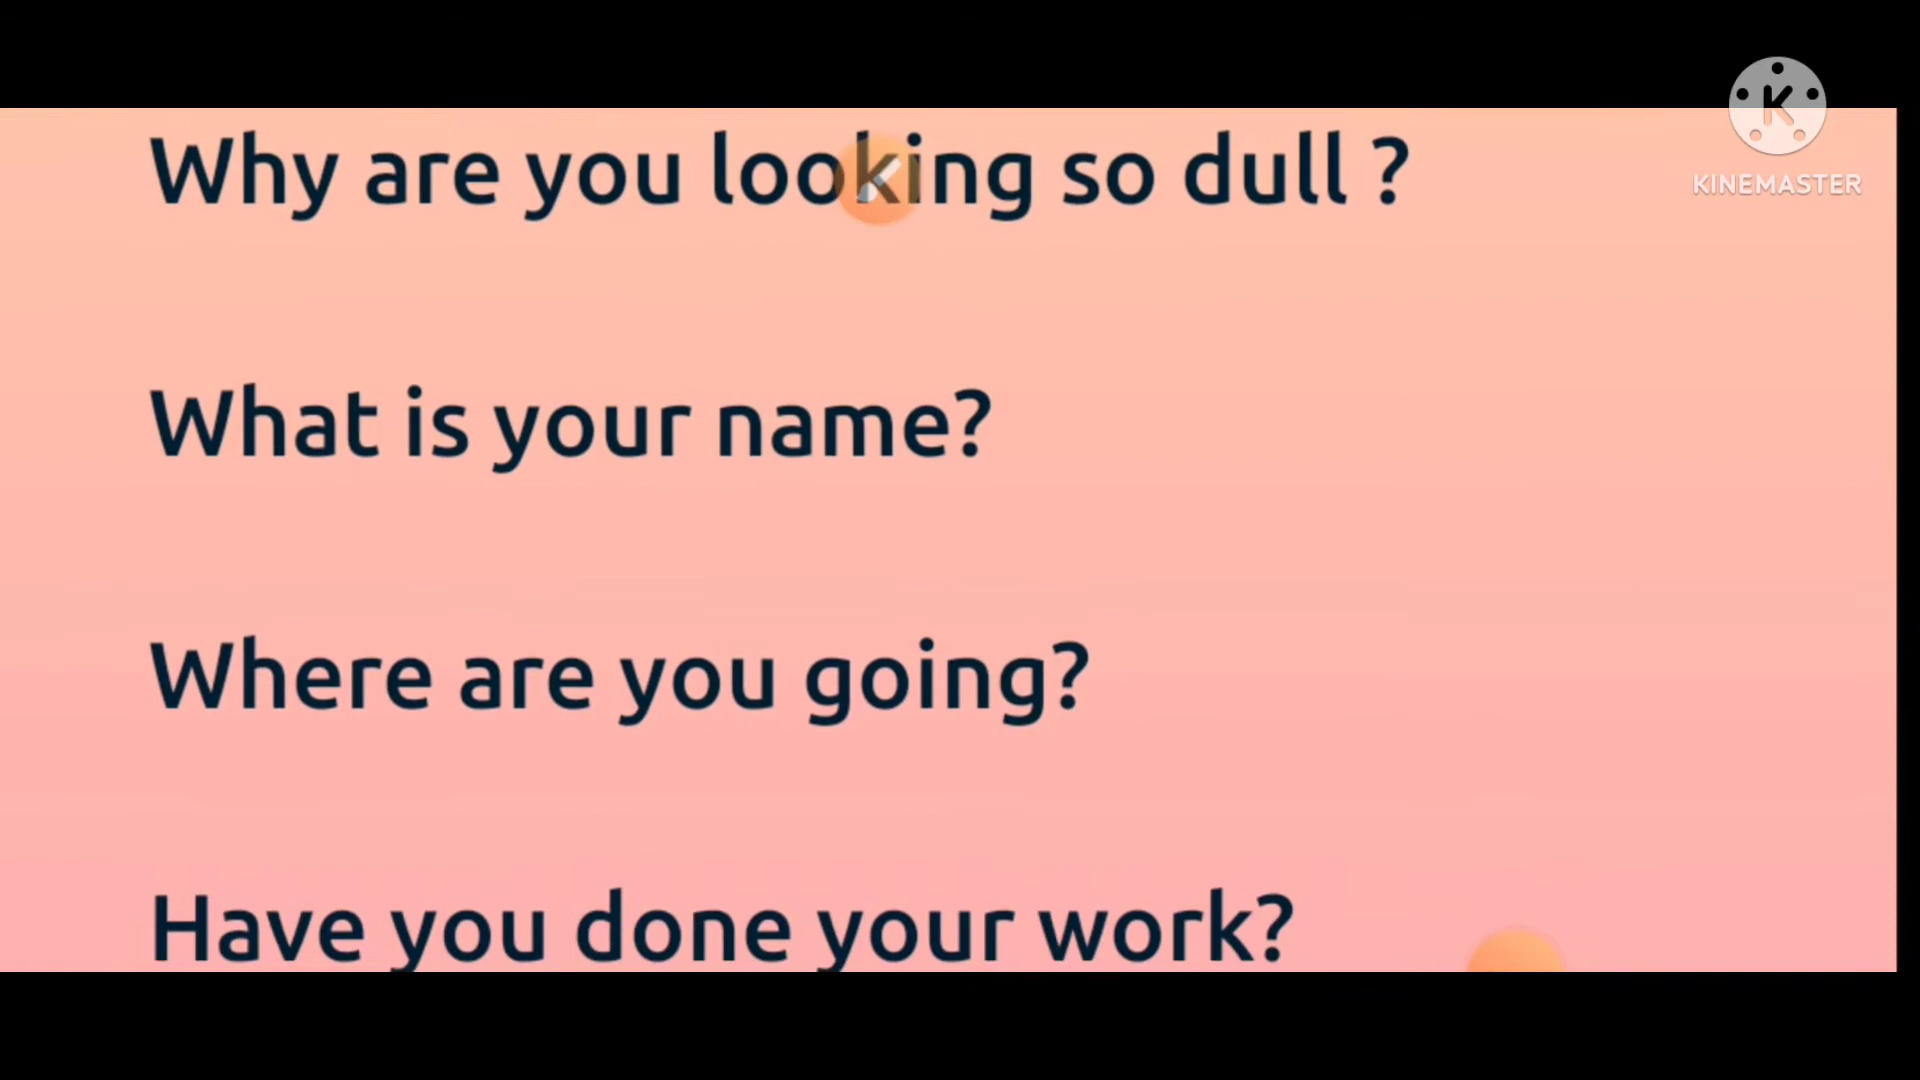 KINEMASTER
Why are you looking so dull ?
What is your name?
Where are you going?
Have you done your work?